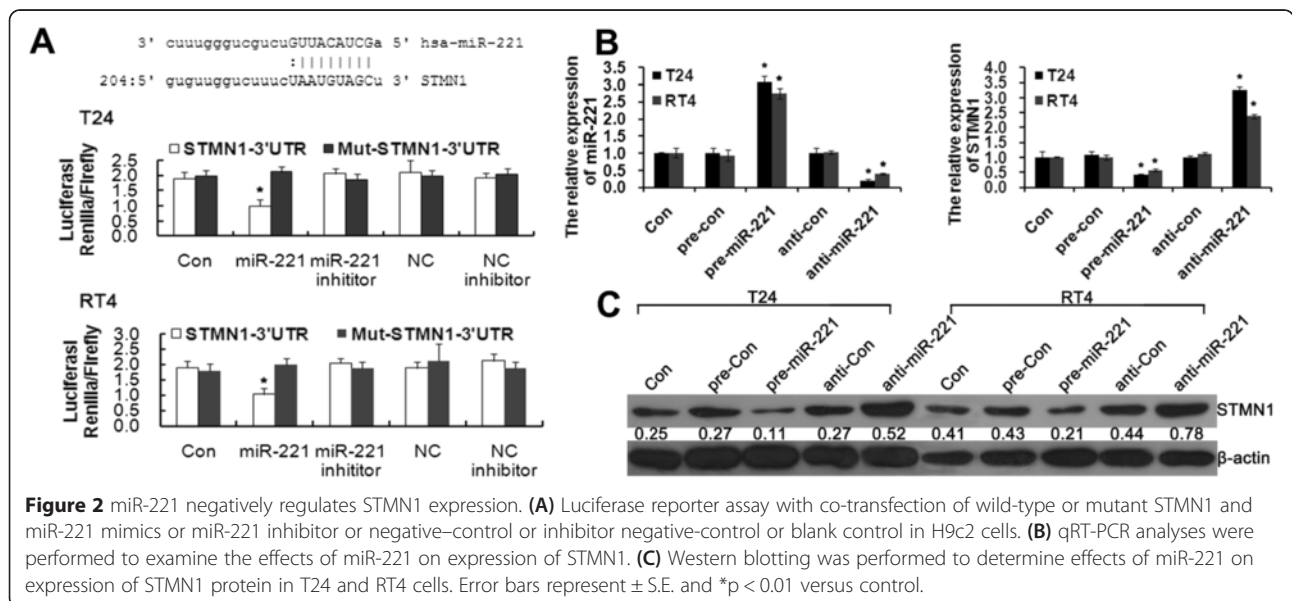 A
3' cuuugggucgucuGUUACAUCGa 5' hsa-miR-221
:||||||||
204:5' guguuggucuuucUAAUGUAGCu 3' STMN1
T24
STMN1-3'UTR Mut-STMN1-3'UTR
Luciferasl
Renilla/Firefly
2.5
2.0
1.5
1.0
0.5
0.0
*
Con miR-221 miR-221 NC NC
inhititor inhibitor
RT4
STMN1-3'UTR Mut-STMN1-3'UTR
Luciferasl
Renilla/Firefly
3.0
2.5
2.0
1.5
1.0
0.5
0.0
*
Con miR-221 miR-221 NC NC
inhititor inhibitor
B
The relative expression
of miR-221
3.5
3.0
2.5
2.0
1.5
1.0
0.5
0.0
T24
RT4
* *
* *
Con pre-con pre-miR-221 anti-con anti-miR-221
The relative expression
of STMN1
3.5
3.0
2.5
2.0
1.5
1.0
0.5
0.0
T24
RT4
* *
* *
Con pre-con pre-miR-221 anti-con anti-miR-221
C
T24 RT4
Con pre-Con pre-miR-221 anti-Con anti-miR-221 Con pre-Con pre-miR-221 anti-Con anti-miR-221
STMN1
0.25 0.27 0.11 0.27 0.52 0.41 0.43 0.21 0.44 0.78
β-actin
Figure 2 miR-221 negatively regulates STMN1 expression. (A) Luciferase reporter assay with co-transfection of wild-type or mutant STMN1 and
miR-221 mimics or miR-221 inhibitor or negative–control or inhibitor negative-control or blank control in H9c2 cells. (B) qRT-PCR analyses were
performed to examine the effects of miR-221 on expression of STMN1. (C) Western blotting was performed to determine effects of miR-221 on
expression of STMN1 protein in T24 and RT4 cells. Error bars represent ± S.E. and *p < 0.01 versus control.